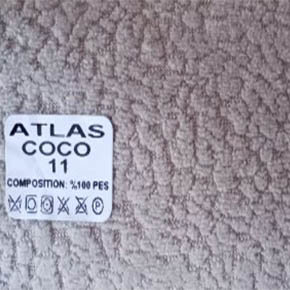 ATLAS
COCO
11
COMPOSITION: %100 PES
P